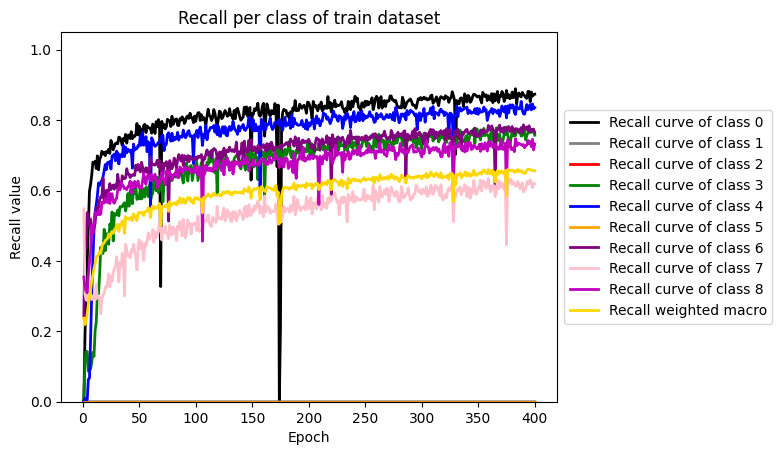 Recall per class of train dataset
Recall value
1.0
0.8
0.6
0.4
0.2
0.0
0
50
100
150
200
250
300
350
400
Epoch
Recall curve of class 0
Recall curve of class 1
Recall curve of class 2
Recall curve of class 3
Recall curve of class 4
Recall curve of class 5
Recall curve of class 6
Recall curve of class 7
Recall curve of class 8
Recall weighted macro